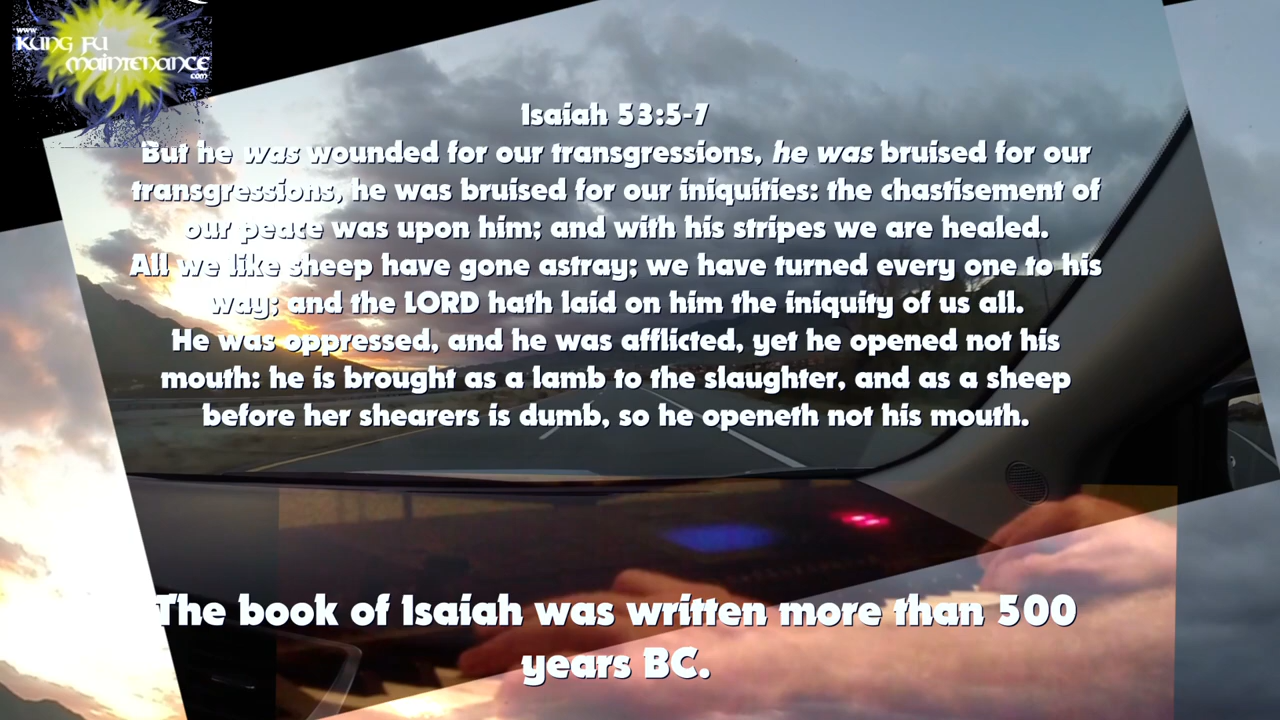 www
KUNG FU
MAINTENANCE
.com
Isaiah 53:5-7
But he was wounded for our transgressions, he was bruised for our
transgressions, he was bruised for our iniquities: the chastisement of
our peace was upon him; and with his stripes we are healed.
All we like sheep have gone astray; we have turned every one to his
way; and the LORD hath laid on him the iniquity of us all.
He was oppressed, and he was afflicted, yet he opened not his
mouth: he is brought as a lamb to the slaughter, and as a sheep
before her shearers is dumb, so he openeth not his mouth.
The book of Isaiah was written more than 500
years BC.